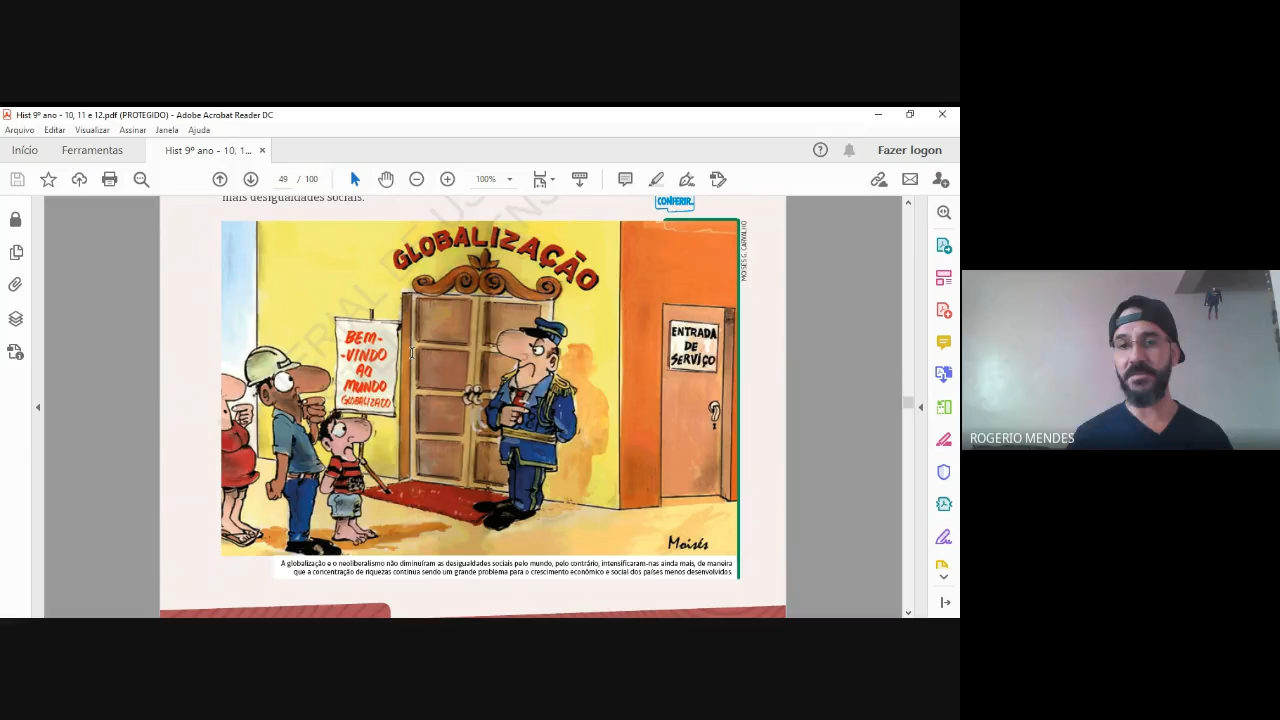 Hist 9º ano - 10, 11 e 12.pdf (PROTEGIDO) - Adobe Acrobat Reader DC
Arquivo Editar Visualizar Assinar Janela Ajuda
Início Ferramentas Hist 9º ano - 10, 1... × Fazer logon
49 / 100 100%
mais desigualdades sociais.
CONFERIR...
MOISÉS G. CARVALHO
GLOBALIZAÇÃO
BEM-
-VINDO
AO
MUNDO
GLOBALIZADO
ENTRADA
DE
SERVIÇO
Moisés
A globalização e o neoliberalismo não diminuíram as desigualdades sociais pelo mundo, pelo contrário, intensificaram-nas ainda mais, de maneira
que a concentração de riquezas continua sendo um grande problema para o crescimento econômico e social dos países menos desenvolvidos.
ROGERIO MENDES